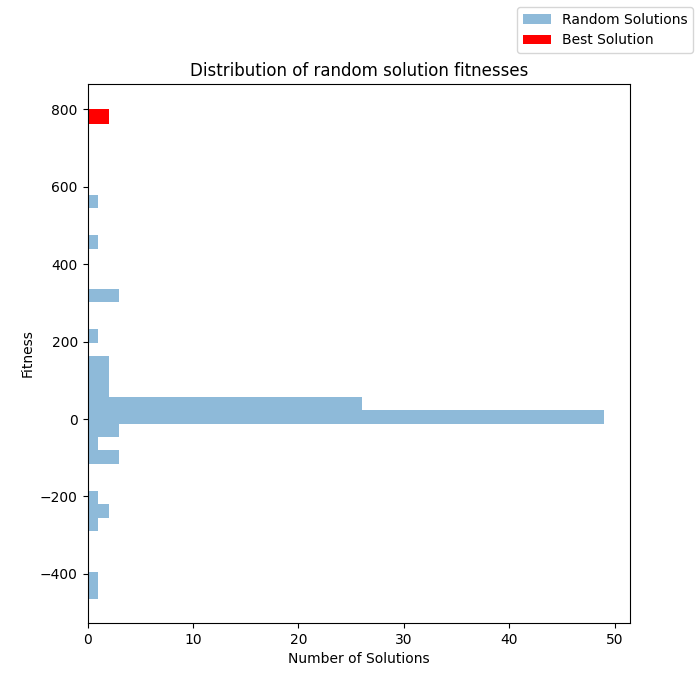 Random Solutions
Best Solution
Distribution of random solution fitnesses
800
600
400
200
0
−200
−400
Fitness
0 10 20 30 40 50
Number of Solutions